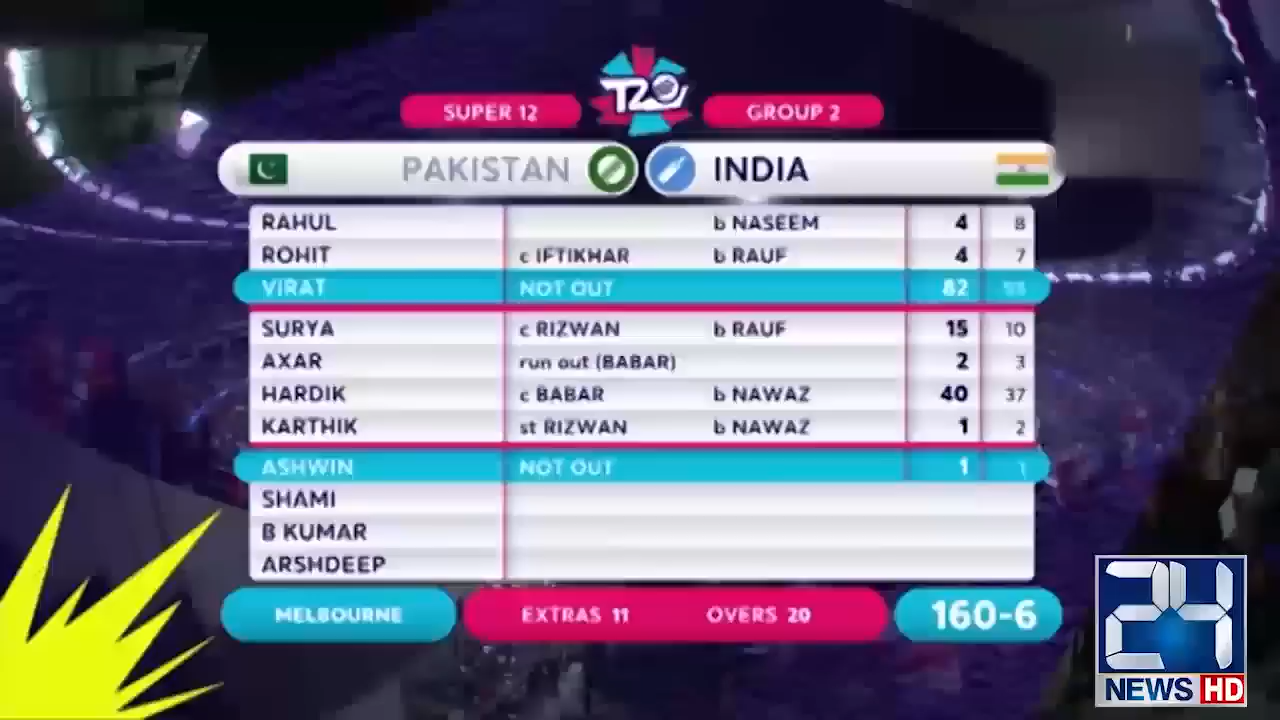 T20
SUPER 12 GROUP 2
PAKISTAN INDIA
RAHUL b NASEEM 4 8
ROHIT c IFTIKHAR b RAUF 4 7
VIRAT NOT OUT 82
SURYA c RIZWAN b RAUF 15 10
AXAR run out (BABAR) 2 3
HARDIK c BABAR b NAWAZ 40 37
KARTHIK st RIZWAN b NAWAZ 1 2
ASHWIN NOT OUT 1 1
SHAMI
B KUMAR
ARSHDEEP
MELBOURNE EXTRAS 11 OVERS 20 160-6
24
NEWS HD